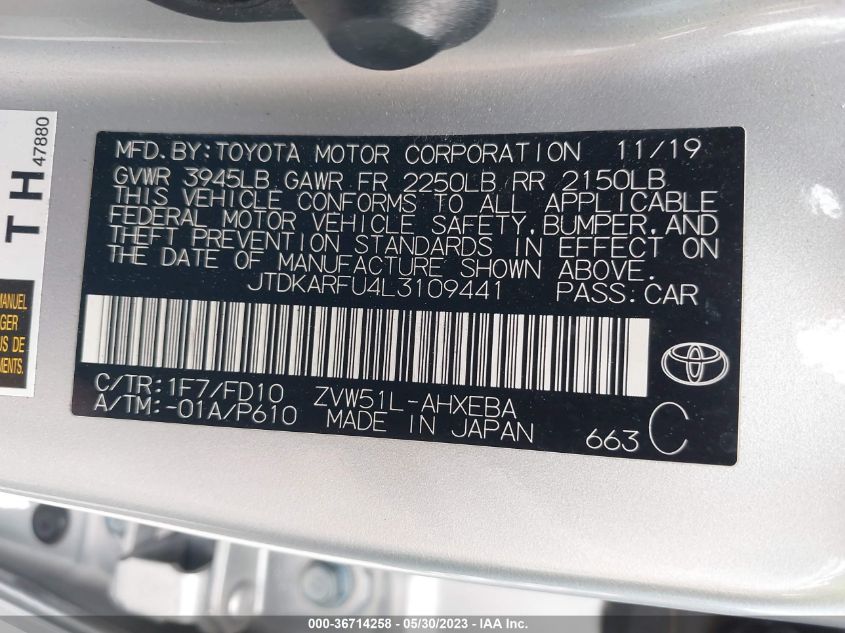 MFD.BY:TOYOTA MOTOR CORPORATION 11/19
GVWR 3945LB GAWR FR 2250LB RR 2150LB
THIS VEHICLE CONFORMS TO ALL APPLICABLE
FEDERAL MOTOR VEHICLE SAFETY,BUMPER,AND
THEFT PREVENTION STANDARDS IN EFFECT ON
THE DATE OF MANUFACTURE SHOWN ABOVE.
JTDKARFU4L3109441 PASS.CAR
C/TR:1F7/FD10 ZVW51L-AHXEBA
A/TM:-01A/P610 MADE IN JAPAN
663 C
TH
47880
MANUEL
GER
US DE
MENTS.
000-36714258 - 05/30/2023 - IAA Inc.